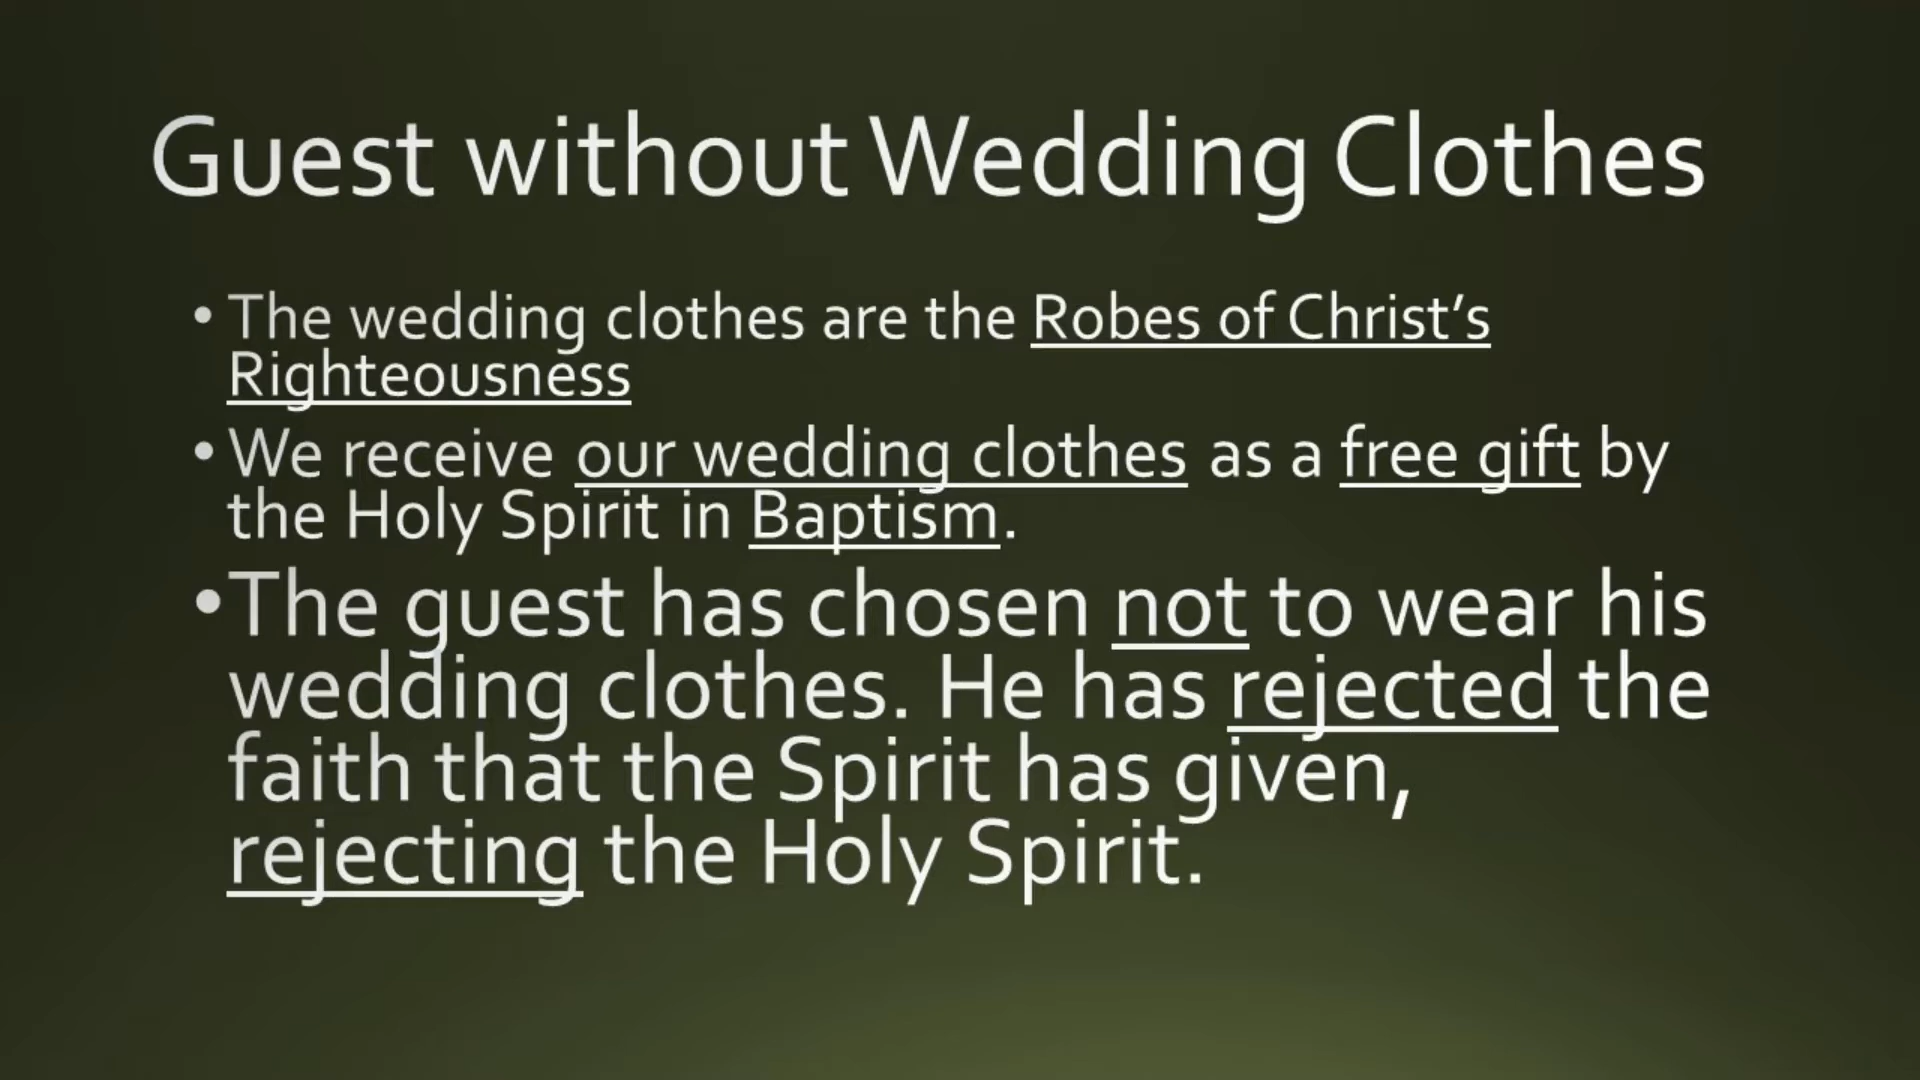 Guest without Wedding Clothes
• The wedding clothes are the Robes of Christ’s
Righteousness
• We receive our wedding clothes as a free gift by
the Holy Spirit in Baptism.
• The guest has chosen not to wear his
wedding clothes. He has rejected the
faith that the Spirit has given,
rejecting the Holy Spirit.